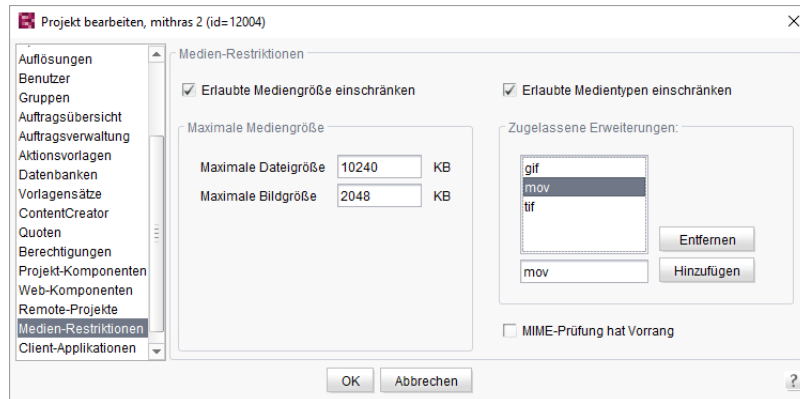 Projekt bearbeiten, mithras 2 (id=12004)
Auflösungen
Benutzer
Gruppen
Auftragsübersicht
Auftragsverwaltung
Aktionsvorlagen
Datenbanken
Vorlagensätze
ContentCreator
Quoten
Berechtigungen
Projekt-Komponenten
Web-Komponenten
Remote-Projekte
Medien-Restriktionen
Client-Applikationen
Medien-Restriktionen
Erlaubte Mediengröße einschränken
Maximale Mediengröße
Maximale Dateigröße 10240 KB
Maximale Bildgröße 2048 KB
Erlaubte Medientypen einschränken
Zugelassene Erweiterungen:
gif
mov
tif
Entfernen
mov Hinzufügen
MIME-Prüfung hat Vorrang
OK Abbrechen ?